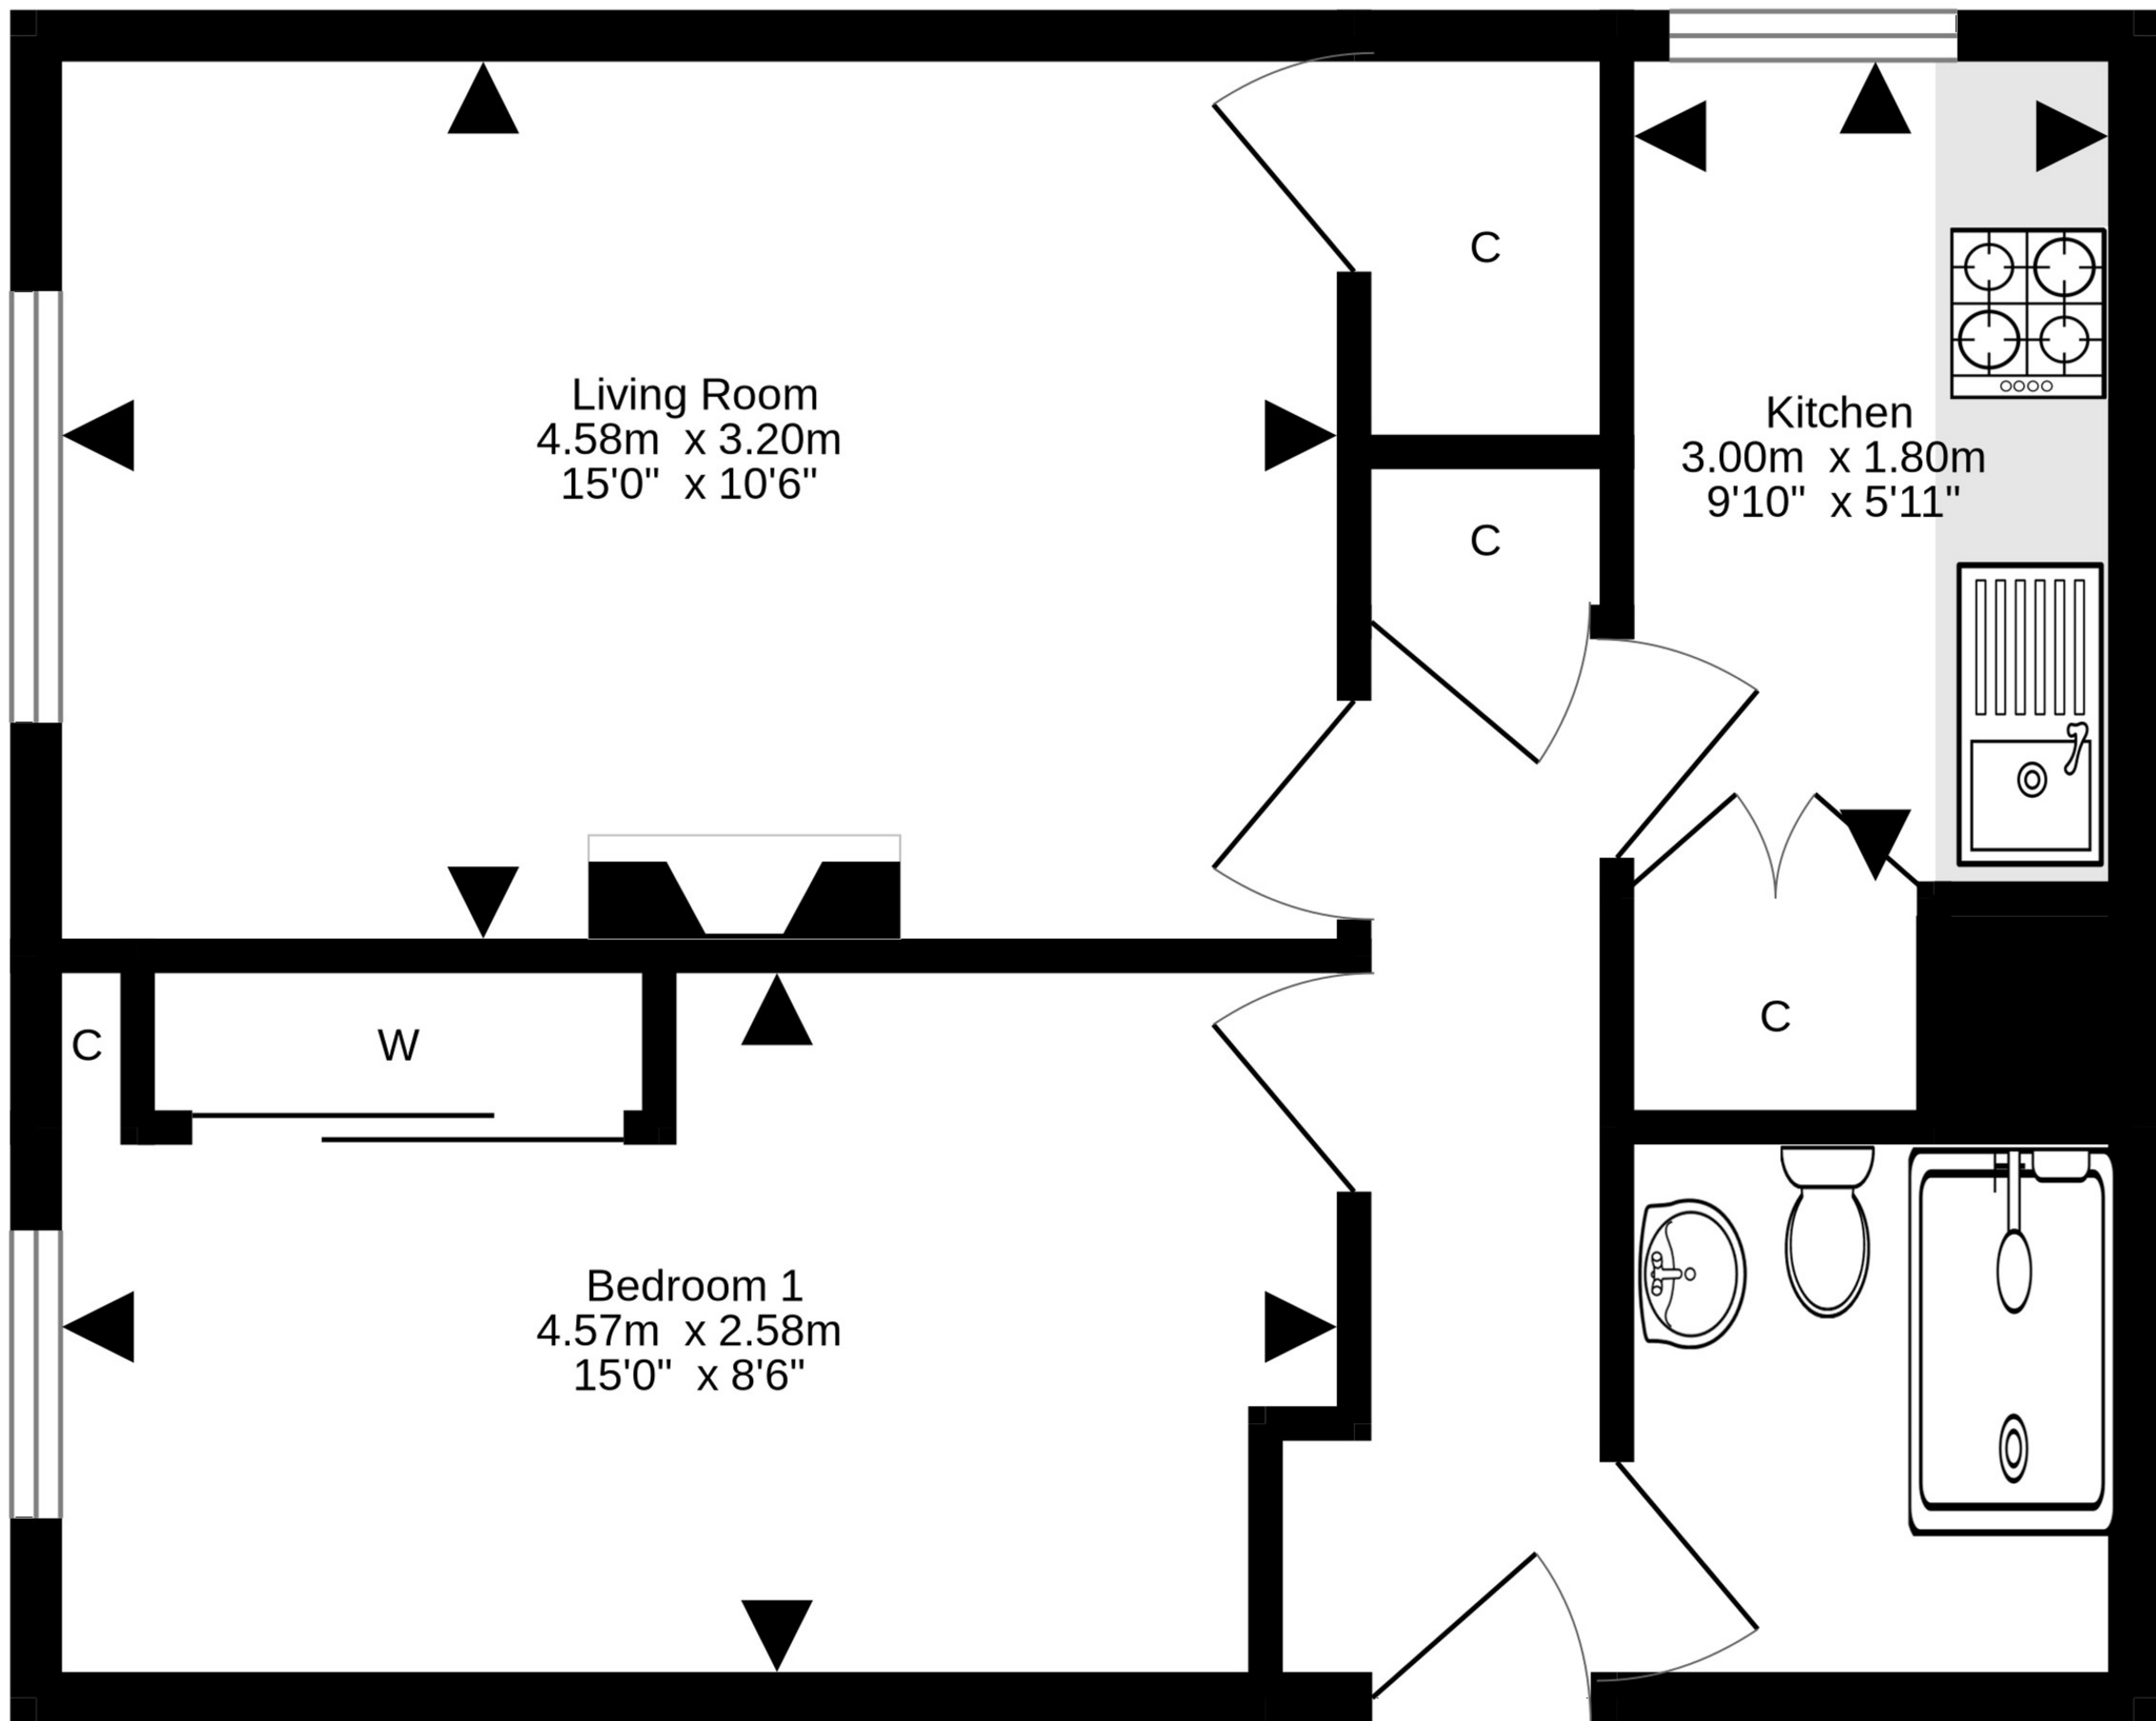 Living Room
4.58m x 3.20m
15'0" x 10'6"
C
C
Kitchen
3.00m x 1.80m
9'10" x 5'11"
C
W
C
Bedroom 1
4.57m x 2.58m
15'0" x 8'6"